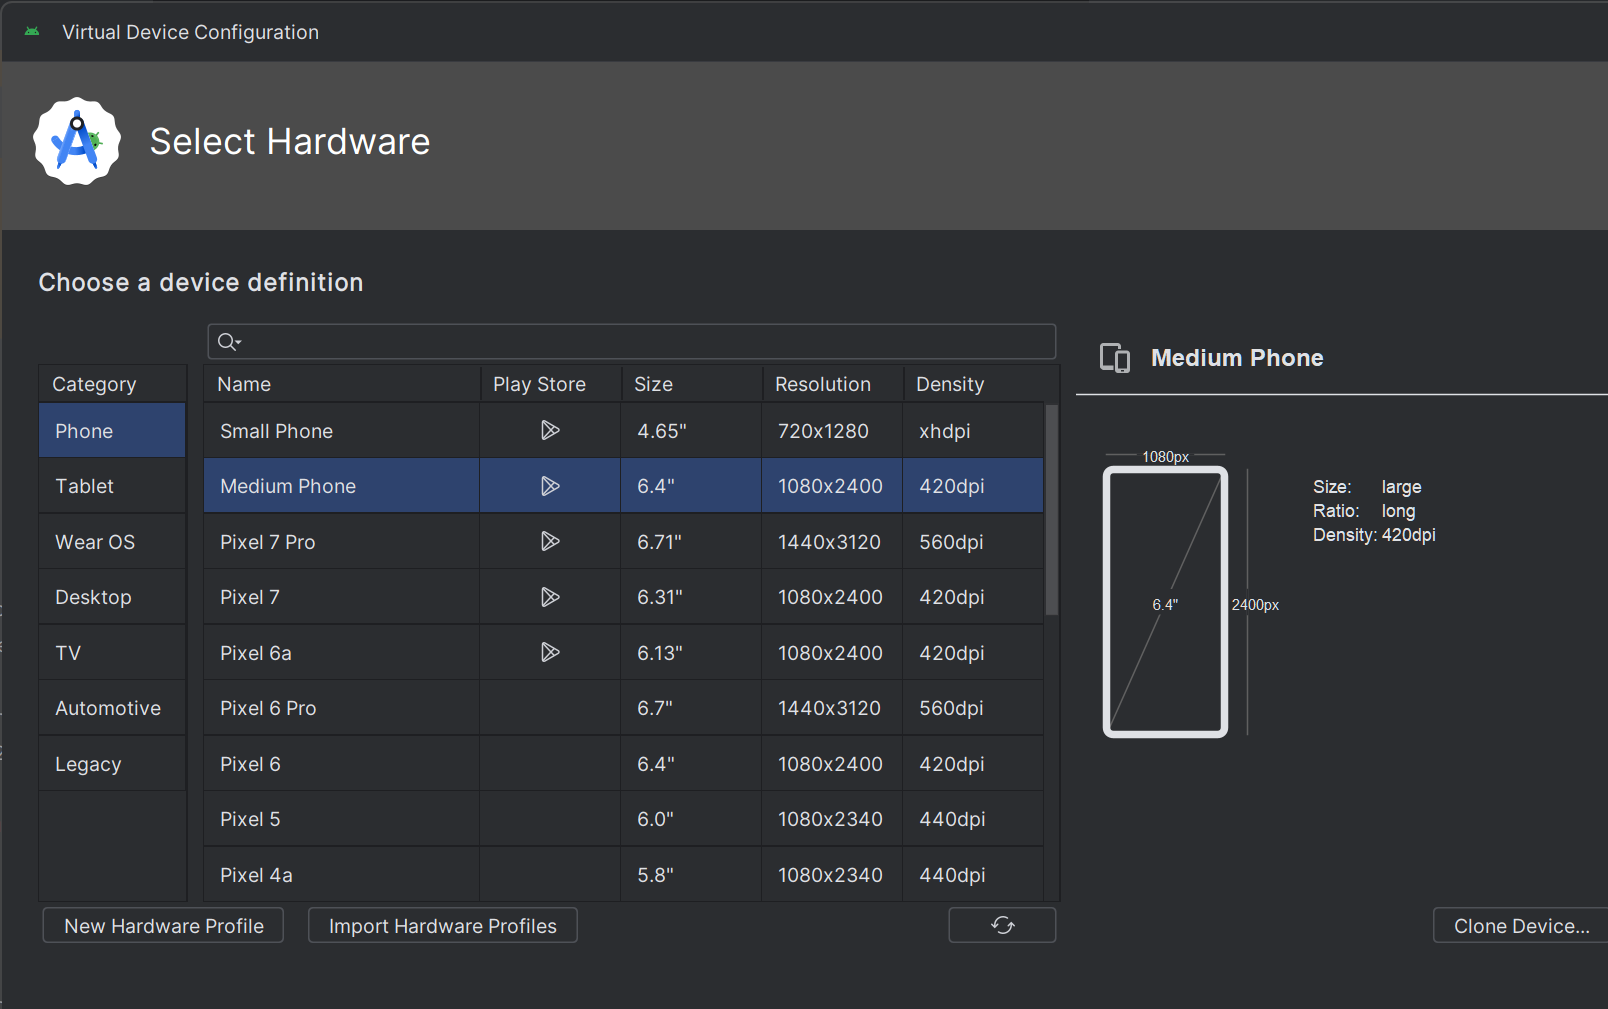 Virtual Device Configuration
Select Hardware
Choose a device definition
Category
Phone
Tablet
Wear OS
Desktop
TV
Automotive
Legacy
Name Play Store Size Resolution Density
Small Phone 4.65" 720x1280 xhdpi
Medium Phone 6.4" 1080x2400 420dpi
Pixel 7 Pro 6.71" 1440x3120 560dpi
Pixel 7 6.31" 1080x2400 420dpi
Pixel 6a 6.13" 1080x2400 420dpi
Pixel 6 Pro 6.7" 1440x3120 560dpi
Pixel 6 6.4" 1080x2400 420dpi
Pixel 5 6.0" 1080x2340 440dpi
Pixel 4a 5.8" 1080x2340 440dpi
Medium Phone
1080px
6.4"
2400px
Size: large
Ratio: long
Density: 420dpi
New Hardware Profile
Import Hardware Profiles
Clone Device...